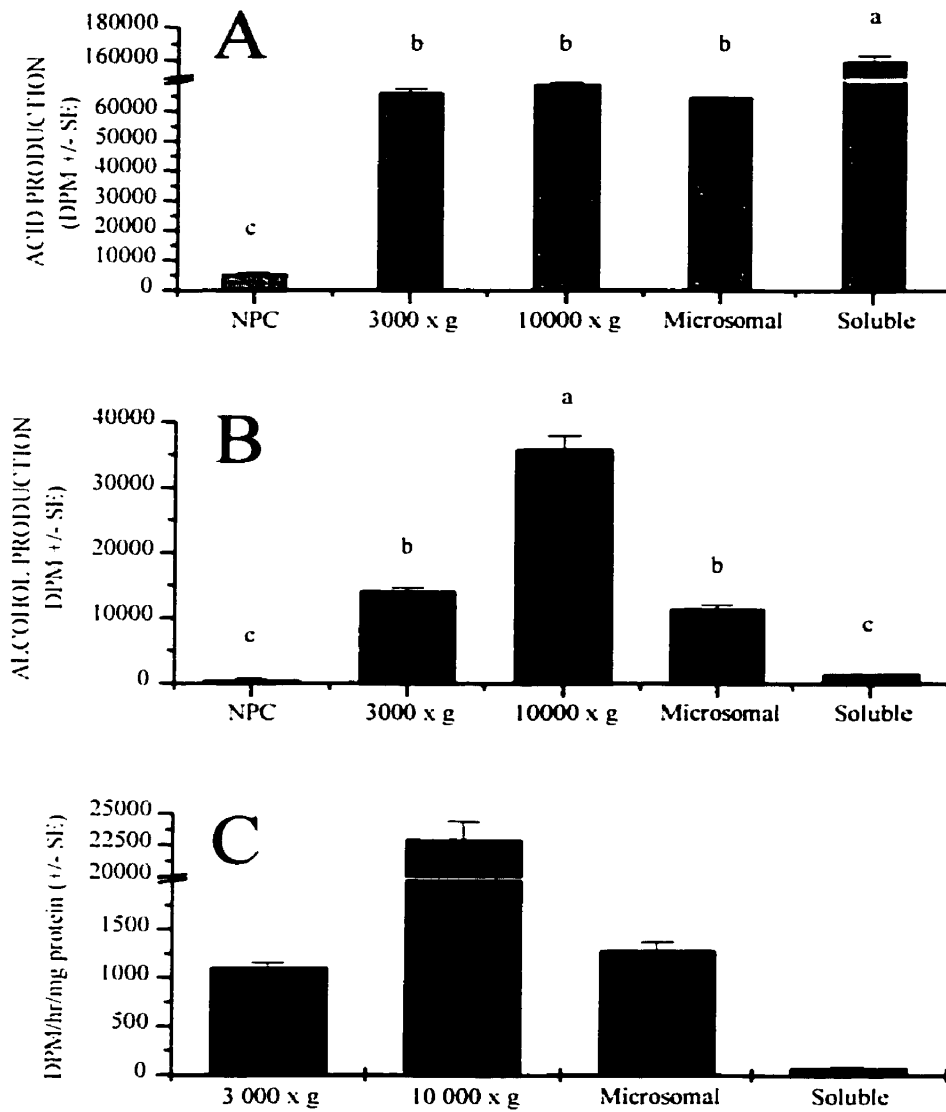 A
180000
160000
60000
50000
40000
30000
20000
10000
0
ACID PRODUCTION
(DPM +/- SE)
c b b b a
NPC 3000 x g 10000 x g Microsomal Soluble
B
40000
30000
20000
10000
0
ALCOHOL PRODUCTION
DPM +/- SE)
c b a b c
NPC 3000 x g 10000 x g Microsomal Soluble
C
25000
22500
20000
1500
1000
500
0
DPM/hr/mg protein (+/- SE)
3 000 x g 10 000 x g Microsomal Soluble